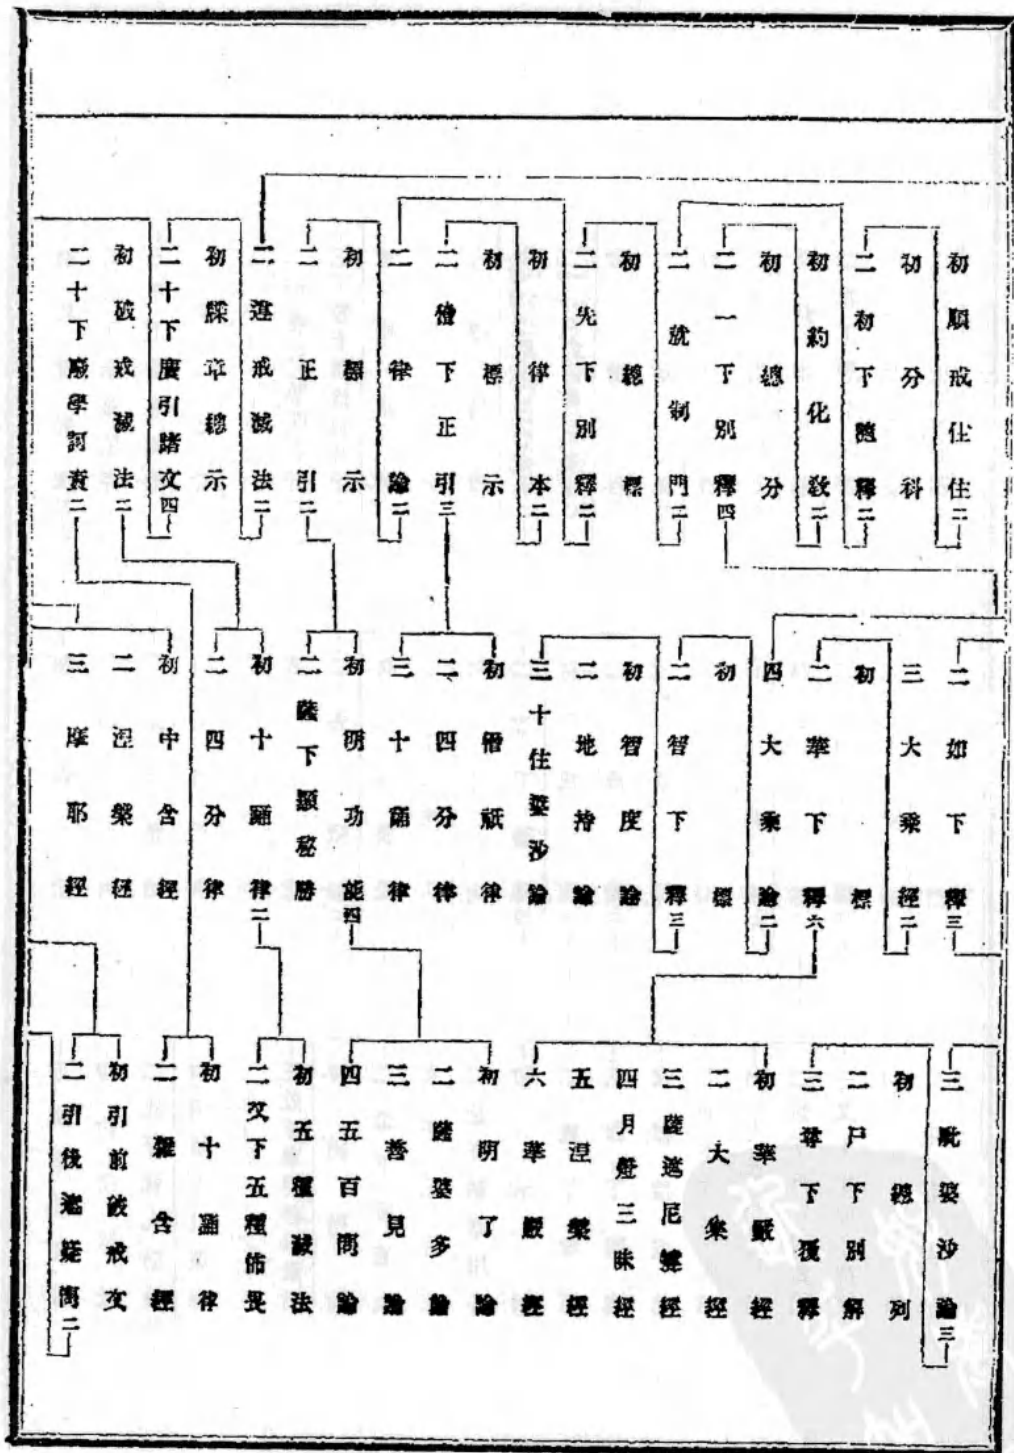 初順戒住住二
初分科
二初下隨釋二
初約化教二
初總分
二一下別釋四
二就制門二
初總標
二先下別釋二
初律本二
初標示
二僧下正引三
二律論二
初標示
二正引二
二違戒滅法二
初釋章總示
二十下廣引諸文四
初破戒滅法二
二十下廢學訶責二
二如下釋三
三大乘經二
初標
二華下釋六
四大乘論二
初標
二智下釋三
初智度論
二地持論
三十住婆沙論
初僧祇律
二四分律
三十誦律
初明功能四
二薩下顯秘勝
初十誦律二
二四分律
初中含經
二涅槃經
三摩耶經
三毗婆沙論三
初總列
二尸下別解
三尊下覆釋
初華嚴經
二大集經
三薩遮尼犍經
四月燈三昧經
五涅槃經
六華嚴經
初明了論
二薩婆多論
三善見論
四五百問論
初五種滅法
二文下五種怖畏
初十誦律
二雜含經
初引前破戒文
二引後遮疑問二